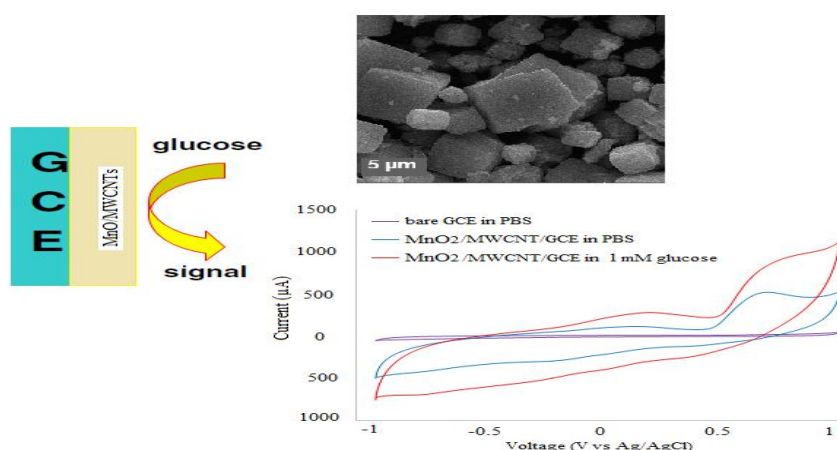 GCE
MnO/MWCNTs
glucose
signal
5 μm
bare GCE in PBS
MnO2/MWCNT/GCE in PBS
MnO2/MWCNT/GCE in 1 mM glucose
Current (μA)
1500
1000
500
0
500
1000
-1
-0.5
0
0.5
1
Voltage (V vs Ag/AgCl)